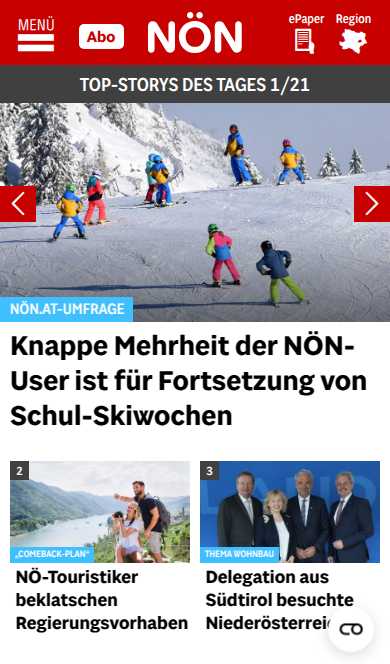 MENÜ
Abo
NÖN
ePaper
Region
TOP-STORYS DES TAGES 1/21
NÖN.AT-UMFRAGE
Knappe Mehrheit der NÖN-
User ist für Fortsetzung von
Schul-Skiwochen
2
„COMEBACK-PLAN“
NÖ-Touristiker
beklatschen
Regierungsvorhaben
3
THEMA WOHNBAU
Delegation aus
Südtirol besuchte